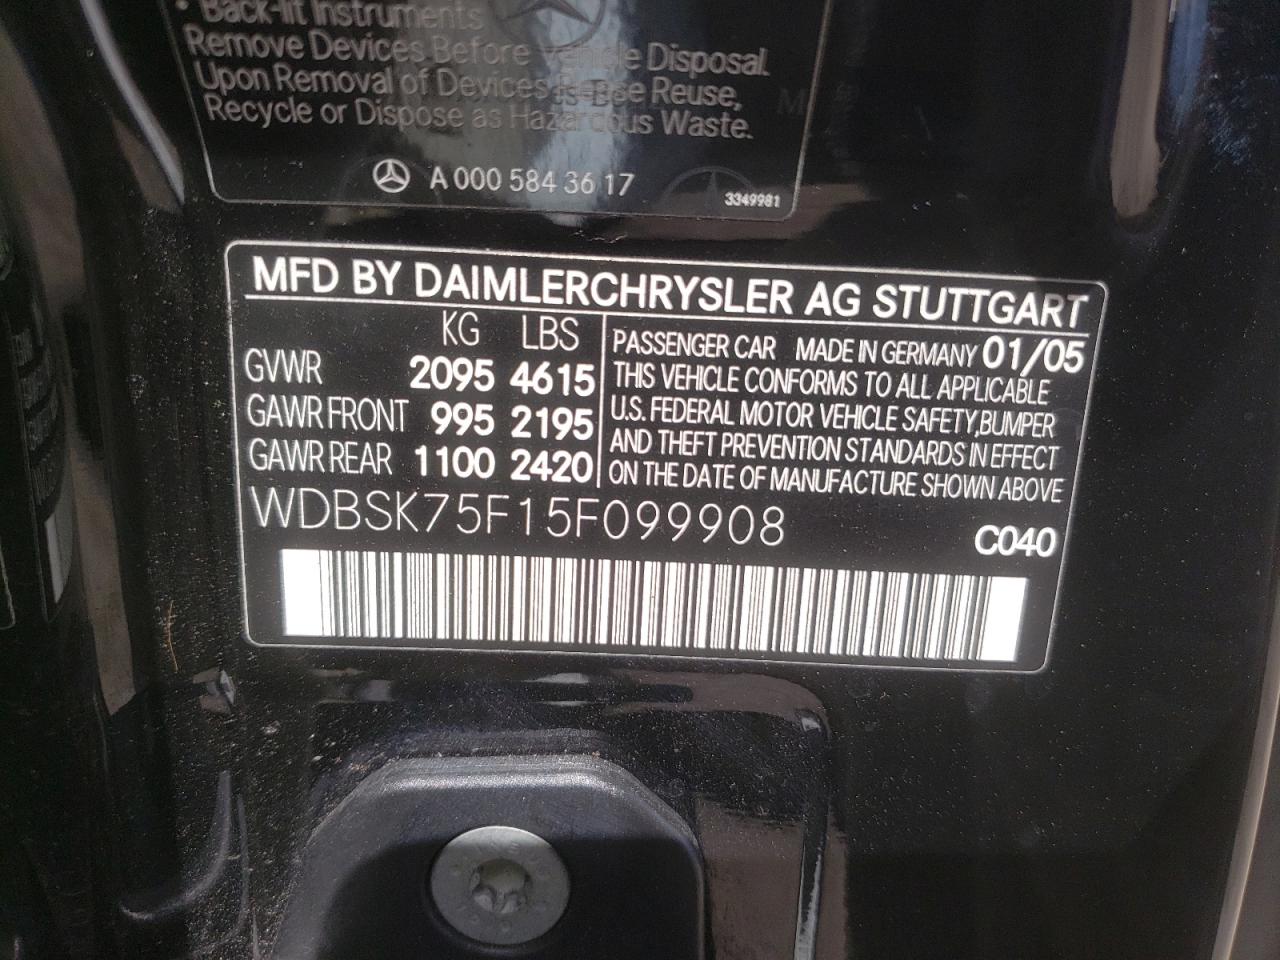 • Back-lit Instruments
Remove Devices Before Vehicle Disposal.
Upon Removal of Devices Please Reuse,
Recycle or Dispose as Hazardous Waste.
A 000 584 36 17
3349981
MFD BY DAIMLERCHRYSLER AG STUTTGART
KG LBS
GVWR 2095 4615
GAWR FRONT 995 2195
GAWR REAR 1100 2420
PASSENGER CAR MADE IN GERMANY 01/05
THIS VEHICLE CONFORMS TO ALL APPLICABLE
U.S. FEDERAL MOTOR VEHICLE SAFETY,BUMPER
AND THEFT PREVENTION STANDARDS IN EFFECT
ON THE DATE OF MANUFACTURE SHOWN ABOVE
WDBSK75F15F099908
C040